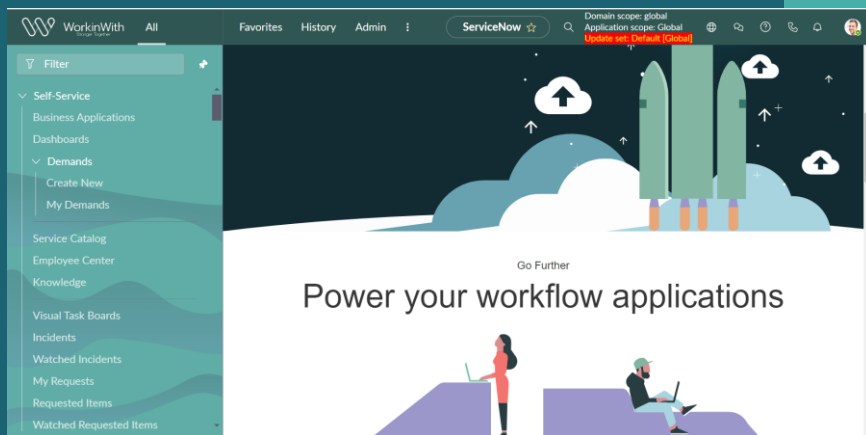 WorkinWith
All
Favorites
History
Admin
ServiceNow
Domain scope: global
Application scope: Global
Update set: Default [Global]
Filter
Self-Service
Business Applications
Dashboards
Demands
Create New
My Demands
Service Catalog
Employee Center
Knowledge
Visual Task Boards
Incidents
Watched Incidents
My Requests
Requested Items
Watched Requested Items
Go Further
Power your workflow applications